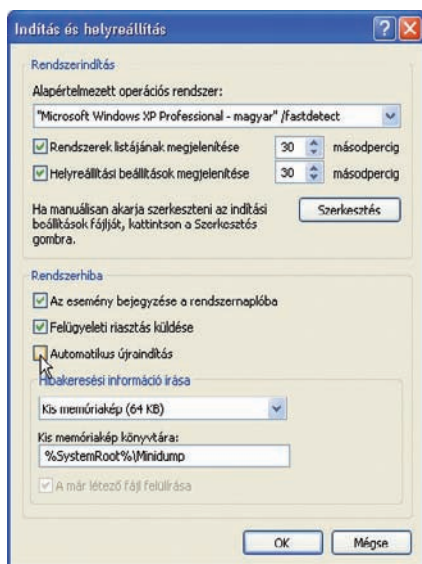 Indítás és helyreállítás
Rendszerindítás
Alapértelmezett operációs rendszer:
"Microsoft Windows XP Professional - magyar" /fastdetect
Rendszerek listájának megjelenítése 30 másodpercig
Helyreállítási beállítások megjelenítése 30 másodpercig
Ha manuálisan akarja szerkeszteni az indítási
beállítások fájlját, kattintson a Szerkesztés
gombra.
Szerkesztés
Rendszerhiba
Az esemény bejegyzése a rendszernaplóba
Felügyeleti riasztás küldése
Automatikus újraindítás
Hibakeresési információ írása
Kis memóriakép (64 KB)
Kis memóriakép könyvtára:
%SystemRoot%\Minidump
A már létező fájl felülírása
OK Mégse